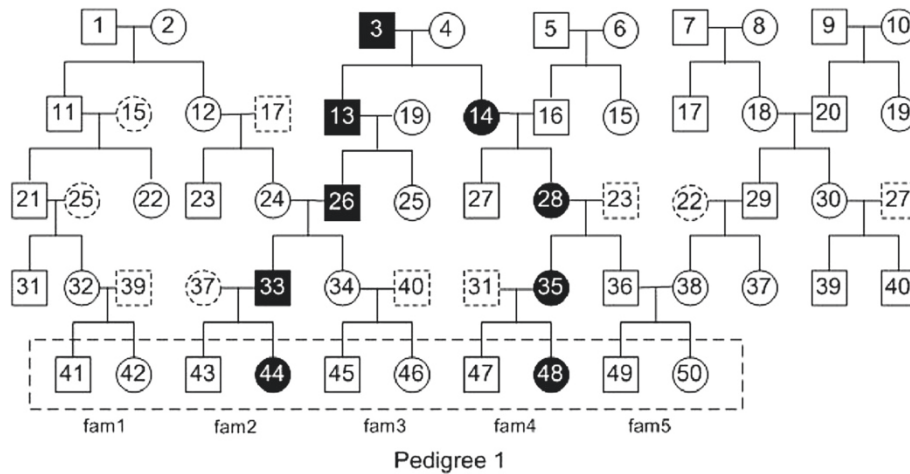 1 2 3 4 5 6 7 8 9 10
11 15 12 17 13 19 14 16 15 17 18 20 19
21 25 22 23 24 26 25 27 28 23 22 29 30 27
31 32 39 37 33 34 40 31 35 36 38 37 39 40
41 42 43 44 45 46 47 48 49 50
fam1 fam2 fam3 fam4 fam5
Pedigree 1